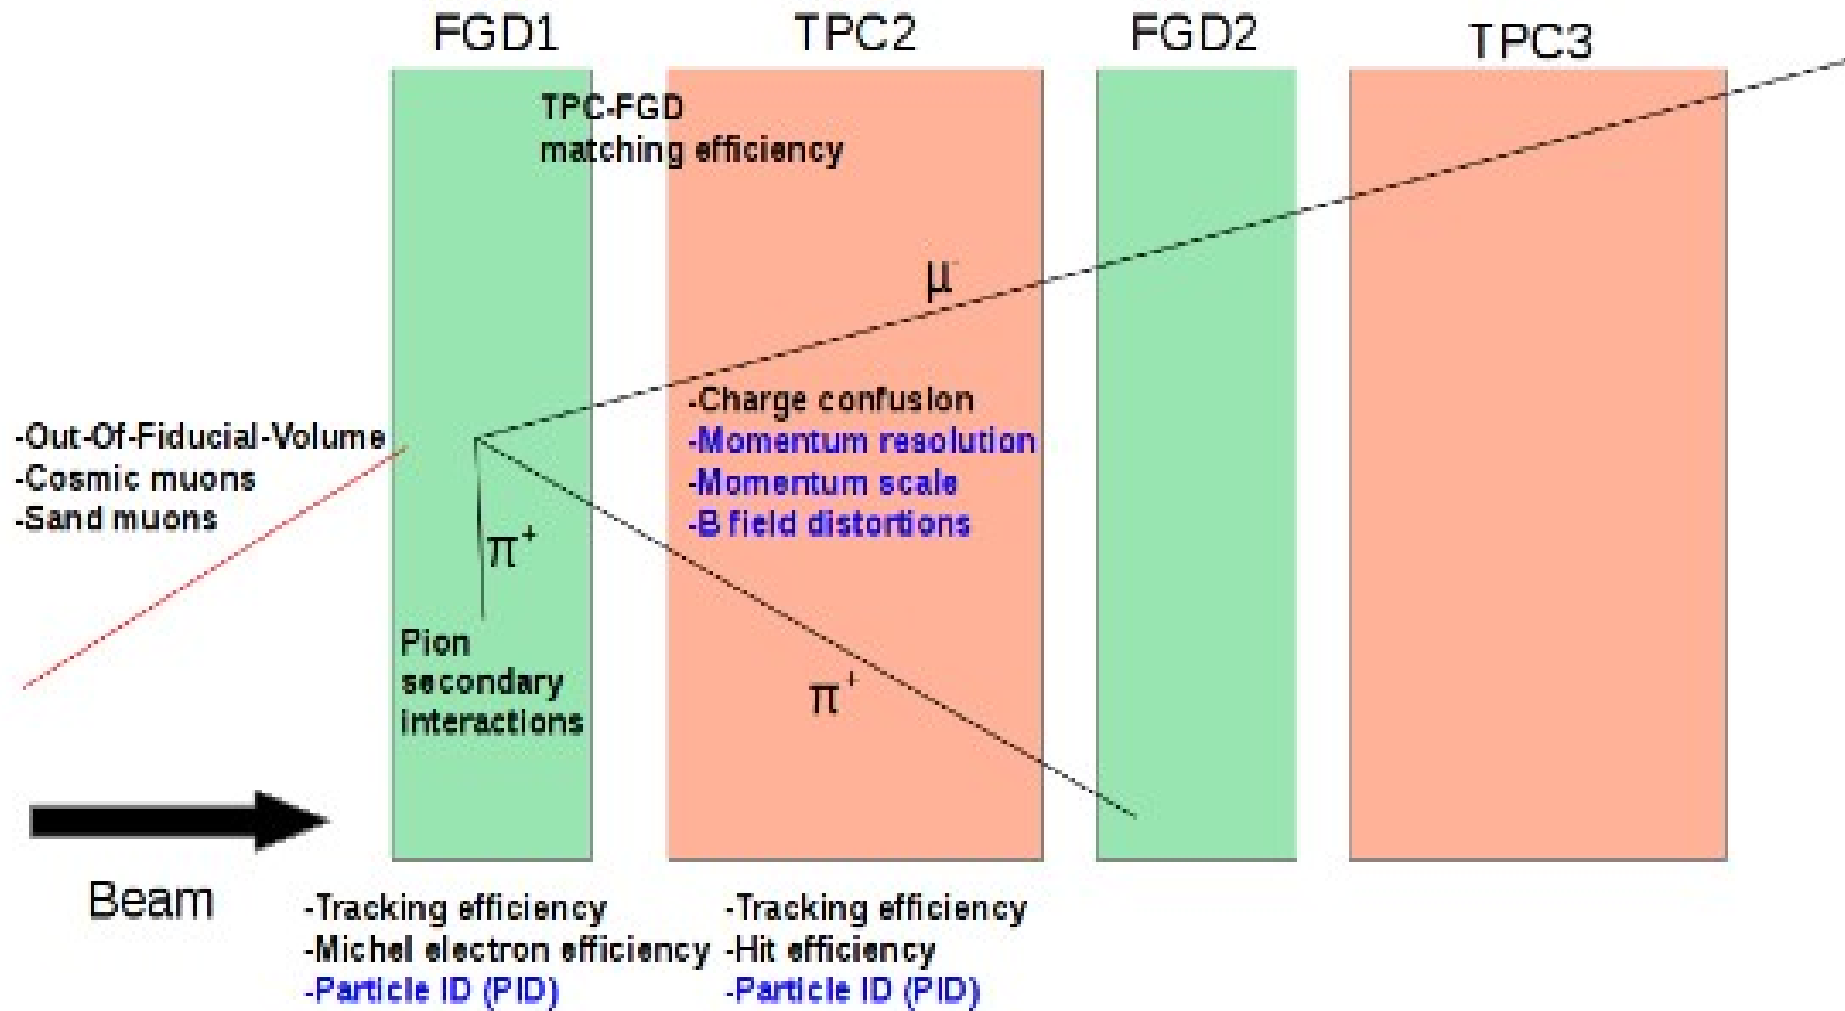 FGD1
TPC2
FGD2
TPC3
TPC-FGD
matching efficiency
μ-
-Charge confusion
-Momentum resolution
-Momentum scale
-B field distortions
-Out-Of-Fiducial-Volume
-Cosmic muons
-Sand muons
π+
Pion
secondary
interactions
π+
Beam
-Tracking efficiency
-Michel electron efficiency
-Particle ID (PID)
-Tracking efficiency
-Hit efficiency
-Particle ID (PID)